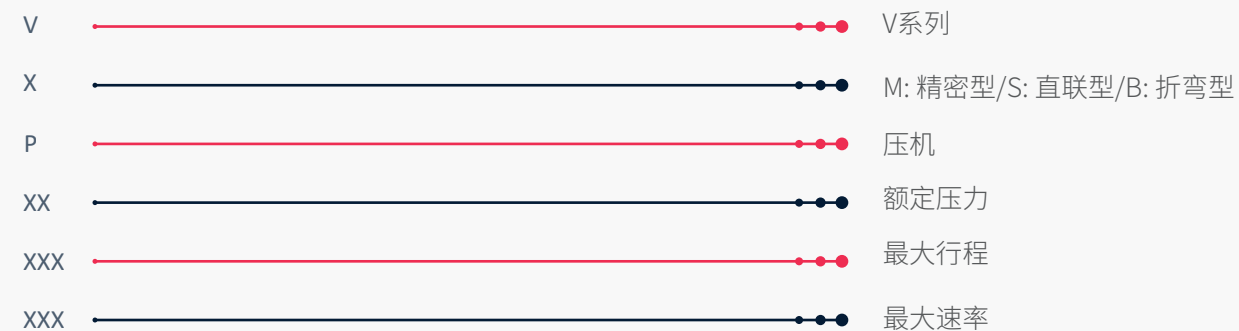 V V系列
X M: 精密型/S: 直联型/B: 折弯型
P 压机
XX 额定压力
XXX 最大行程
XXX 最大速率